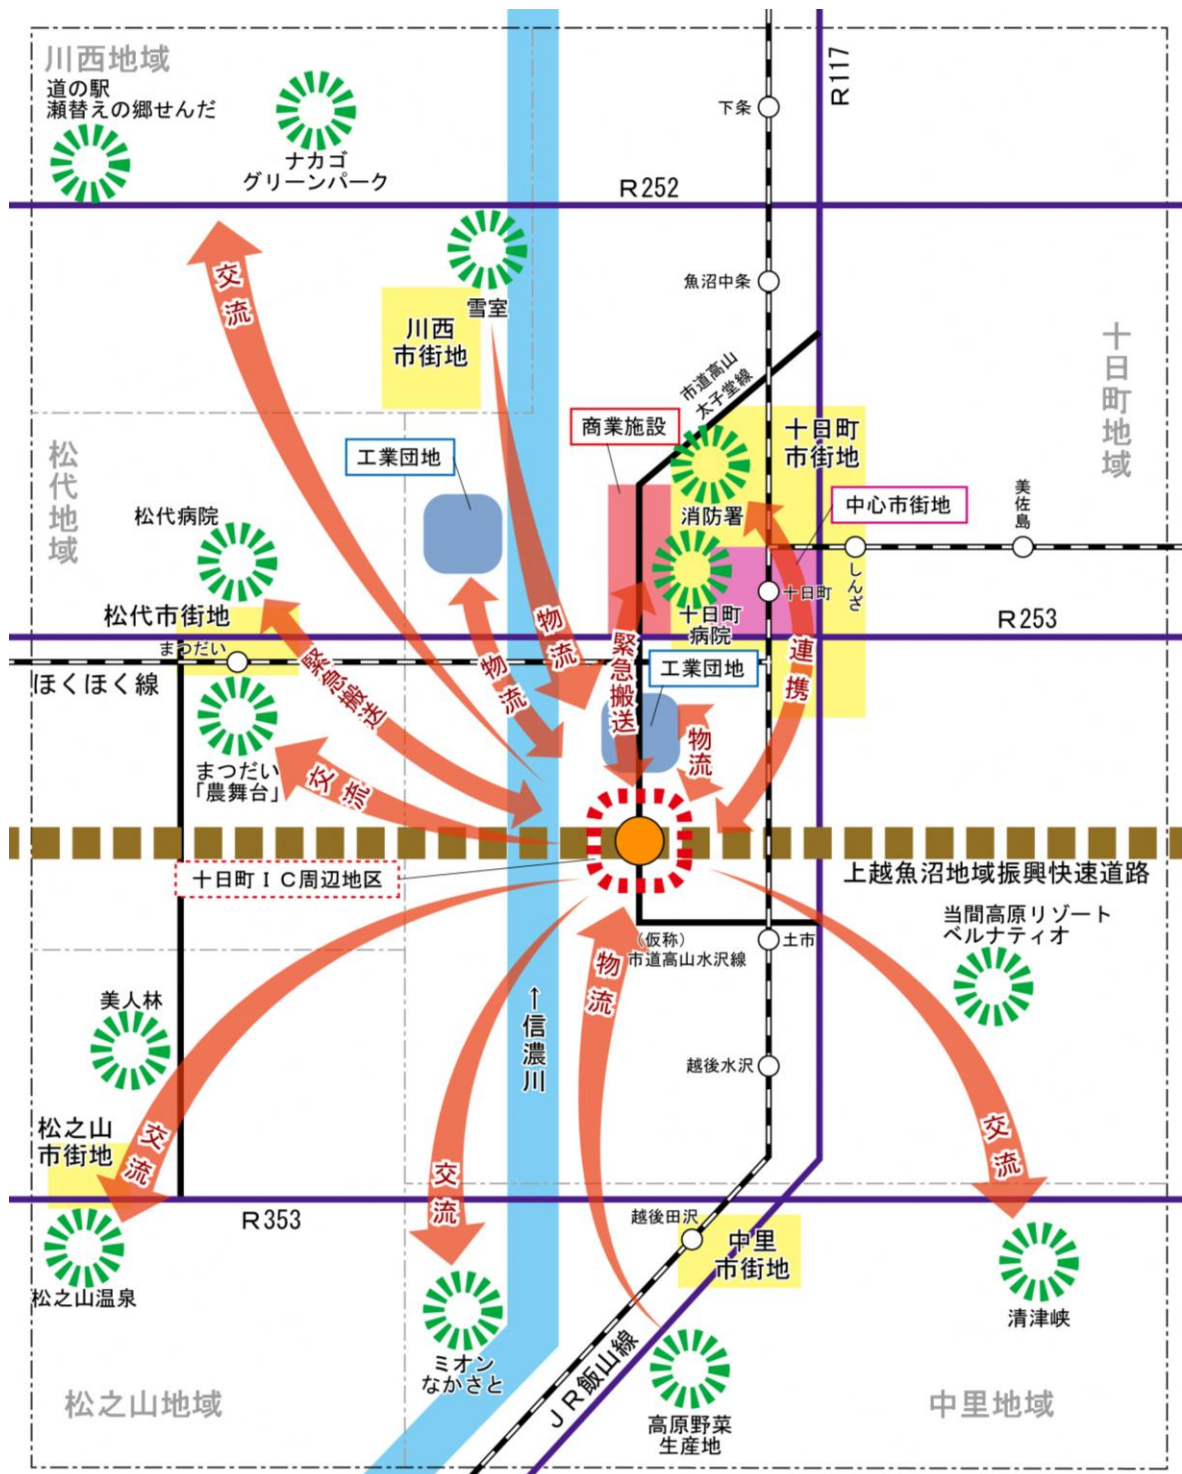 川西地域
道の駅
瀬替えの郷せんだ
ナカゴ
グリーンパーク
下条
R117
R252
交流
雪室
川西
市街地
魚沼中条
市道高山
太子堂線
十日町地域
商業施設
十日町
市街地
工業団地
松代地域
松代病院
消防署
中心市街地
美佐島
しんざ
十日町
十日町
病院
R253
松代市街地
まつだい
ほくほく線
緊急搬送
物流
物流
緊急搬送
工業団地
連携
物流
まつだい
「農舞台」
交流
十日町IC周辺地区
上越魚沼地域振興快速道路
当間高原リゾート
ベルナティオ
土市
(仮称)
市道高山水沢線
物流
美人林
←信濃川
越後水沢
松之山
市街地
交流
交流
交流
R353
越後田沢
中里
市街地
松之山温泉
ミオン
なかさと
清津峡
JR飯山線
高原野菜
生産地
松之山地域
中里地域